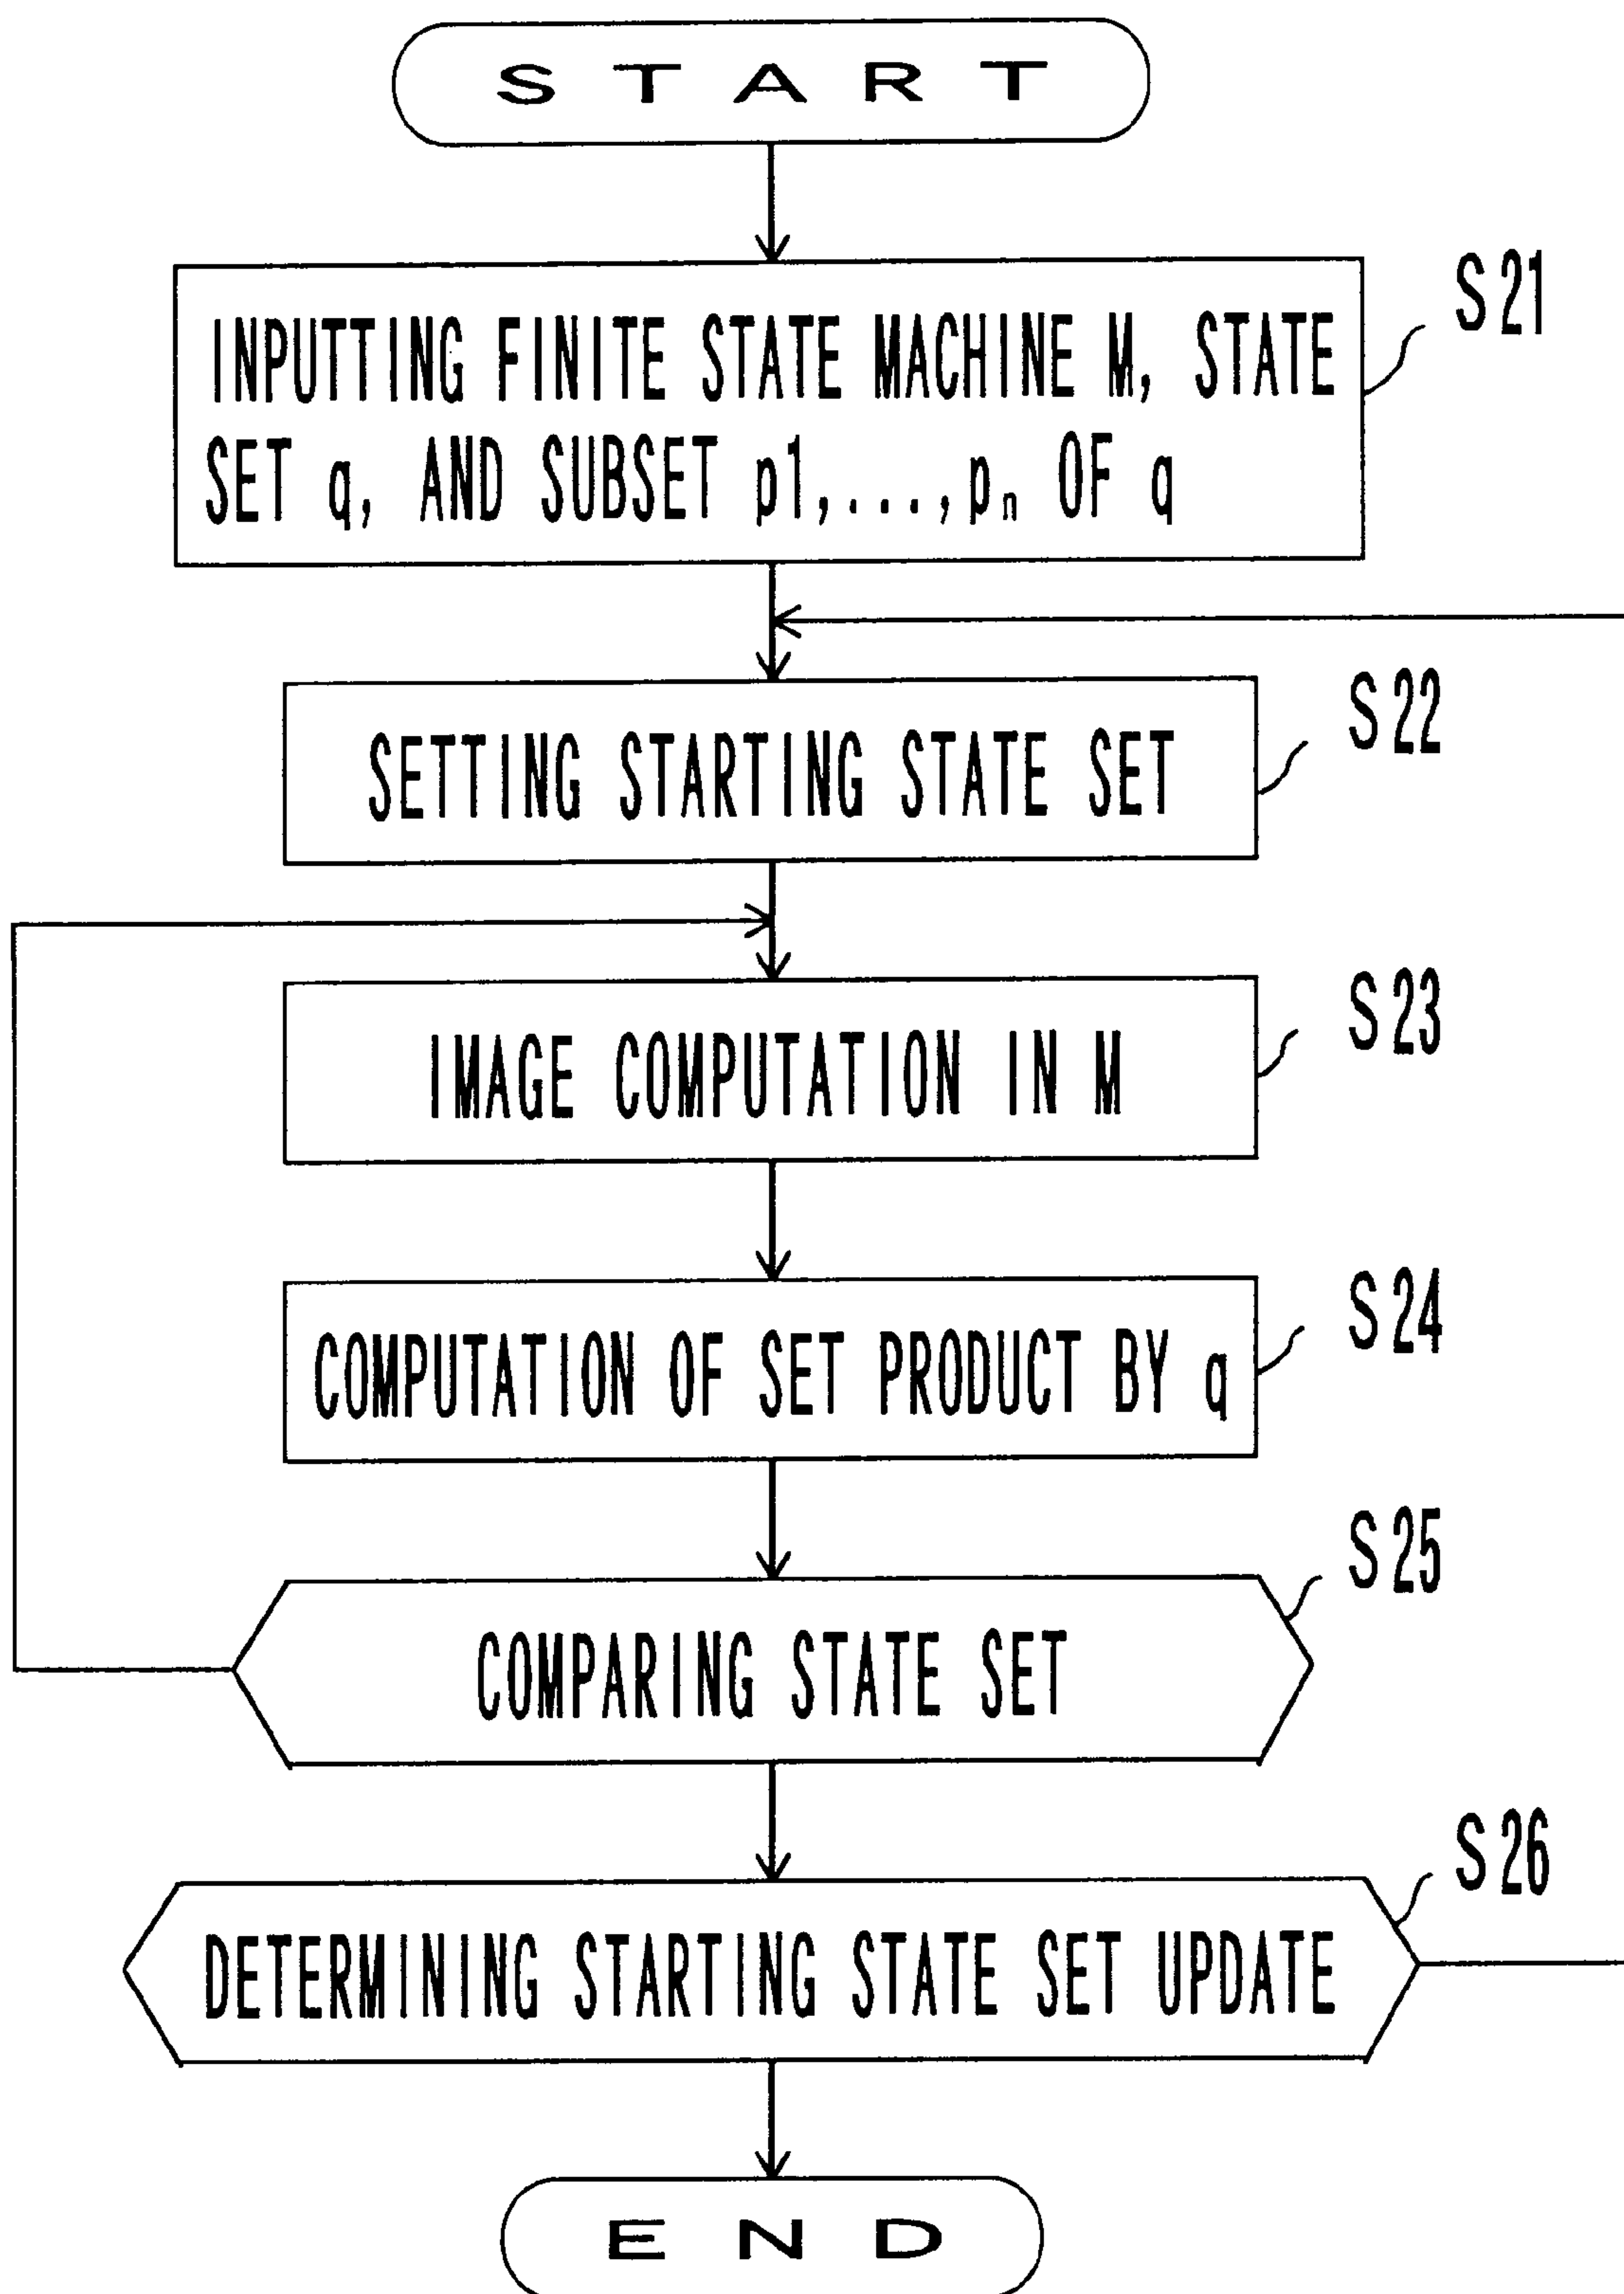 START
S21
INPUTTING FINITE STATE MACHINE M, STATE
SET q, AND SUBSET p1,...,pn OF q
S22
SETTING STARTING STATE SET
S23
IMAGE COMPUTATION IN M
S24
COMPUTATION OF SET PRODUCT BY q
S25
COMPARING STATE SET
S26
DETERMINING STARTING STATE SET UPDATE
END